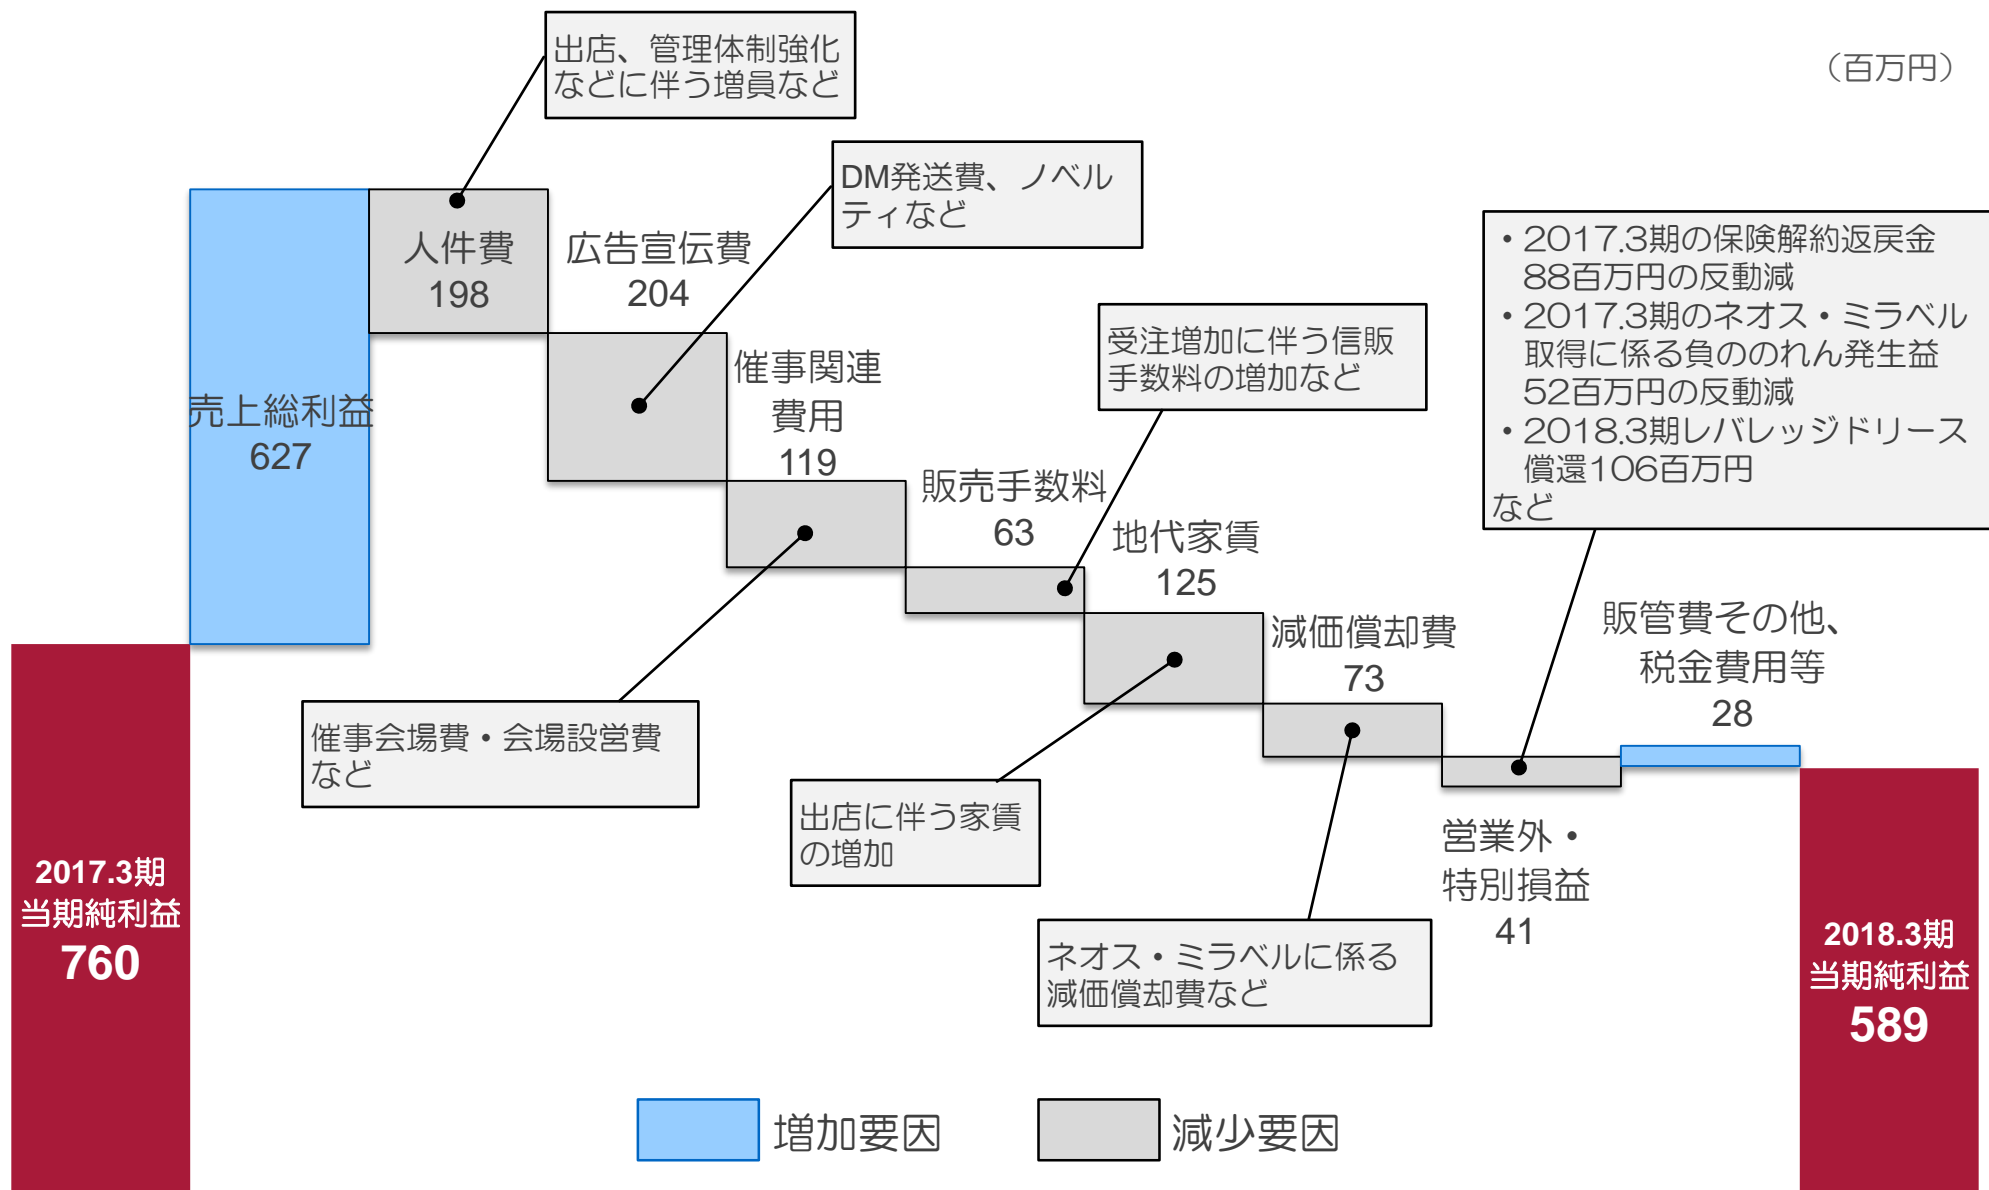 （百万円）
出店、管理体制強化
などに伴う増員など
DM発送費、ノベル
ティなど
人件費
198
広告宣伝費
204
・2017.3期の保険解約返戻金
88百万円の反動減
・2017.3期のネオス・ミラベル
取得に係る負ののれん発生益
52百万円の反動減
・2018.3期レバレッジドリース
償還106百万円
など
受注増加に伴う信販
手数料の増加など
催事関連
費用
119
売上総利益
627
販売手数料
63
地代家賃
125
減価償却費
73
販管費その他、
税金費用等
28
催事会場費・会場設営費
など
出店に伴う家賃
の増加
営業外・
特別損益
41
ネオス・ミラベルに係る
減価償却費など
2017.3期
当期純利益
760
2018.3期
当期純利益
589
増加要因
減少要因